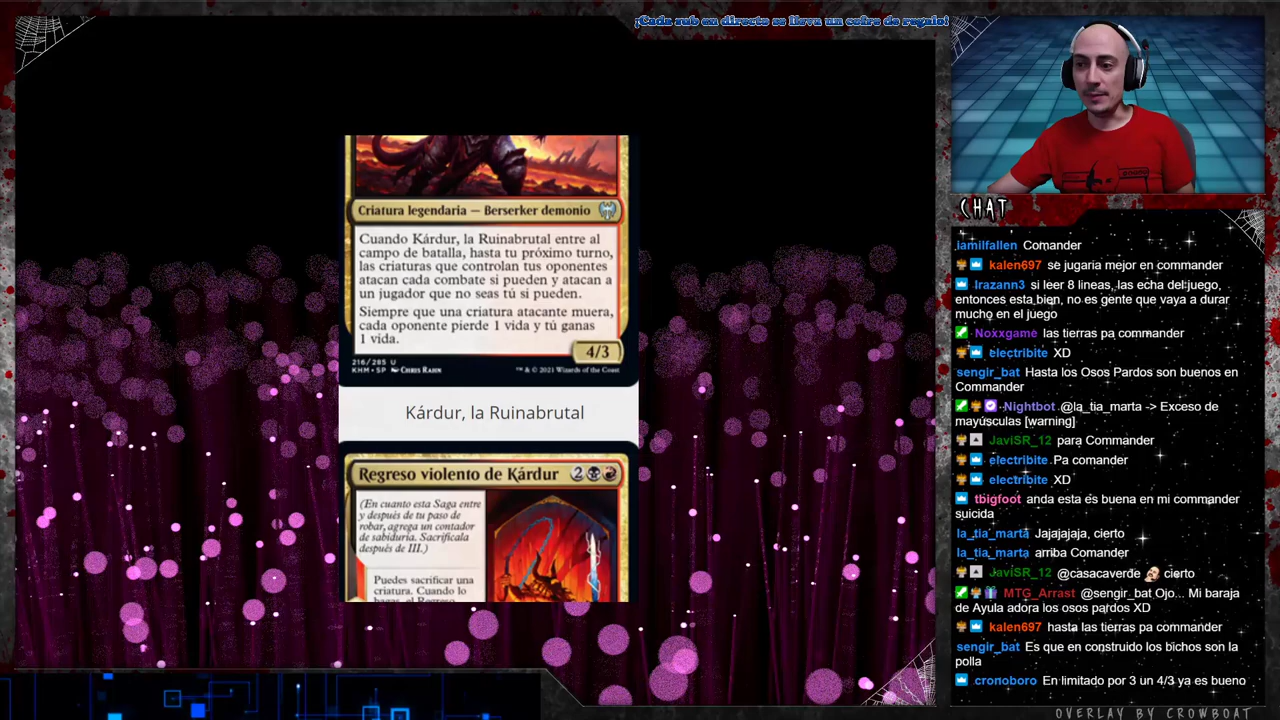 ¡Cada sub en directo se lleva un cofre de regalo!
Criatura legendaria — Berserker demonio
Cuando Kárdur, la Ruinabrutal entre al
campo de batalla, hasta tu próximo turno,
las criaturas que controlan tus oponentes
atacan cada combate si pueden y atacan a
un jugador que no seas tú si pueden.
Siempre que una criatura atacante muera,
cada oponente pierde 1 vida y tú ganas
1 vida.
4/3
216/285 U
KHM • SP Chris Rahn
™ & © 2021 Wizards of the Coast
Kárdur, la Ruinabrutal
Regreso violento de Kárdur 2
(En cuanto esta Saga entre
y después de tu paso de
robar, agrega un contador
de sabiduría. Sacrifícala
después de III.)
Puedes sacrificar una
criatura. Cuando lo
hagas, el Regreso
CHAT
iamilfallen Comander
kalen697 se jugaria mejor en commander
lrazann3 si leer 8 lineas, las echa del juego,
entonces esta bien, no es gente que vaya a durar
mucho en el juego
Noxxgame las tierras pa commander
electribite XD
sengir_bat Hasta los Osos Pardos son buenos en
Commander
Nightbot @la_tia_marta -> Exceso de
mayúsculas [warning]
JaviSR_12 para Commander
electribite Pa comander
electribite XD
tbigfoot anda esta es buena en mi commander
suicida
la_tia_marta Jajajajaja, cierto
la_tia_marta arriba Comander
JaviSR_12 @casacaverde cierto
MTG_Arrast @sengir_bat Ojo... Mi baraja
de Ayula adora los osos pardos XD
kalen697 hasta las tierras pa commander
sengir_bat Es que en construido los bichos son la
polla
cronoboro En limitado por 3 un 4/3 ya es bueno
OVERLAY BY CROWBOAT